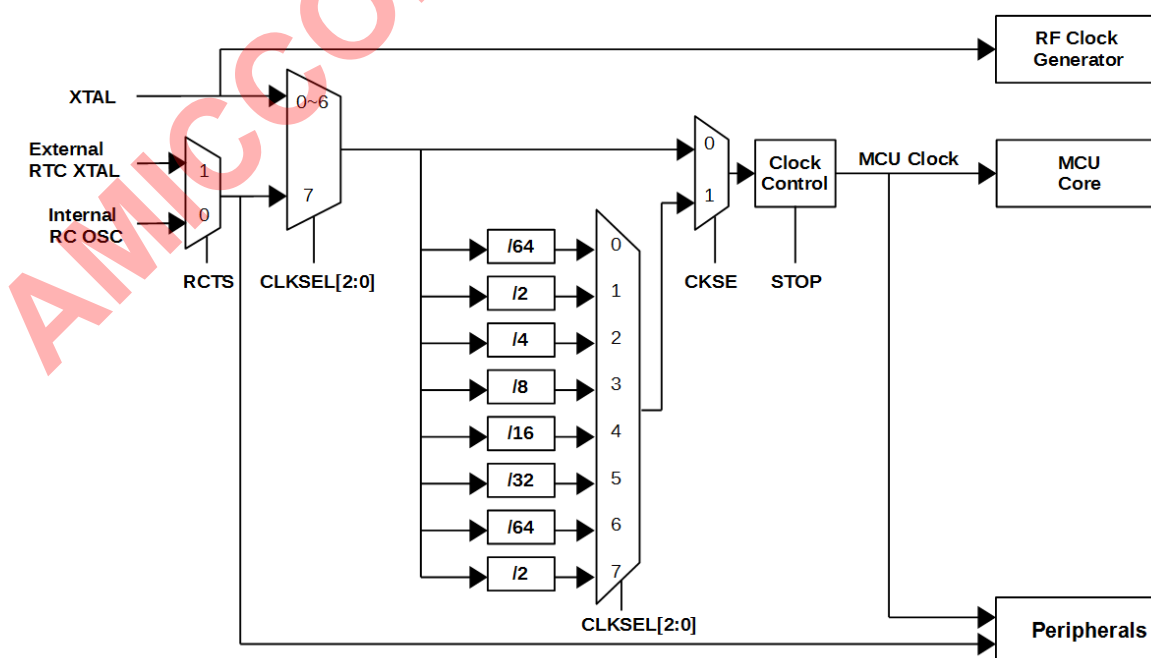 RF Clock
Generator
XTAL
0~6
External
RTC XTAL
1
Internal
RC OSC
0
7
RCTS
CLKSEL[2:0]
0
1
CKSE
Clock
Control
STOP
MCU Clock
MCU
Core
/64
0
/2
1
/4
2
/8
3
/16
4
/32
5
/64
6
/2
7
CLKSEL[2:0]
Peripherals